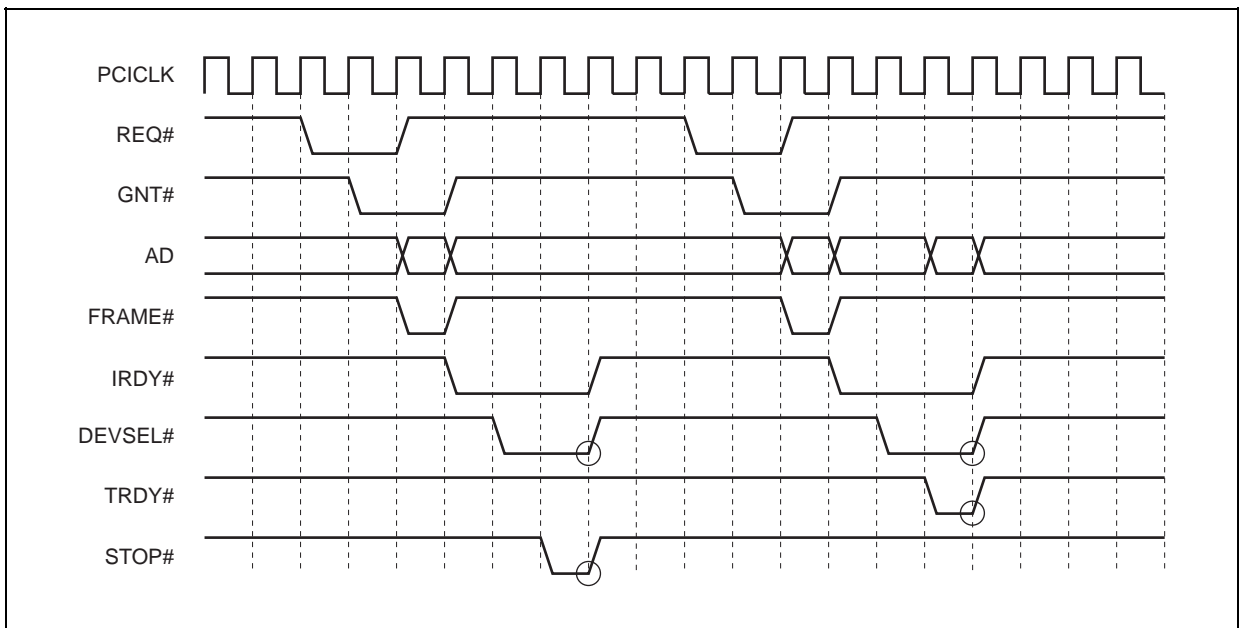 PCICLK
REQ#
GNT#
AD
FRAME#
IRDY#
DEVSEL#
TRDY#
STOP#